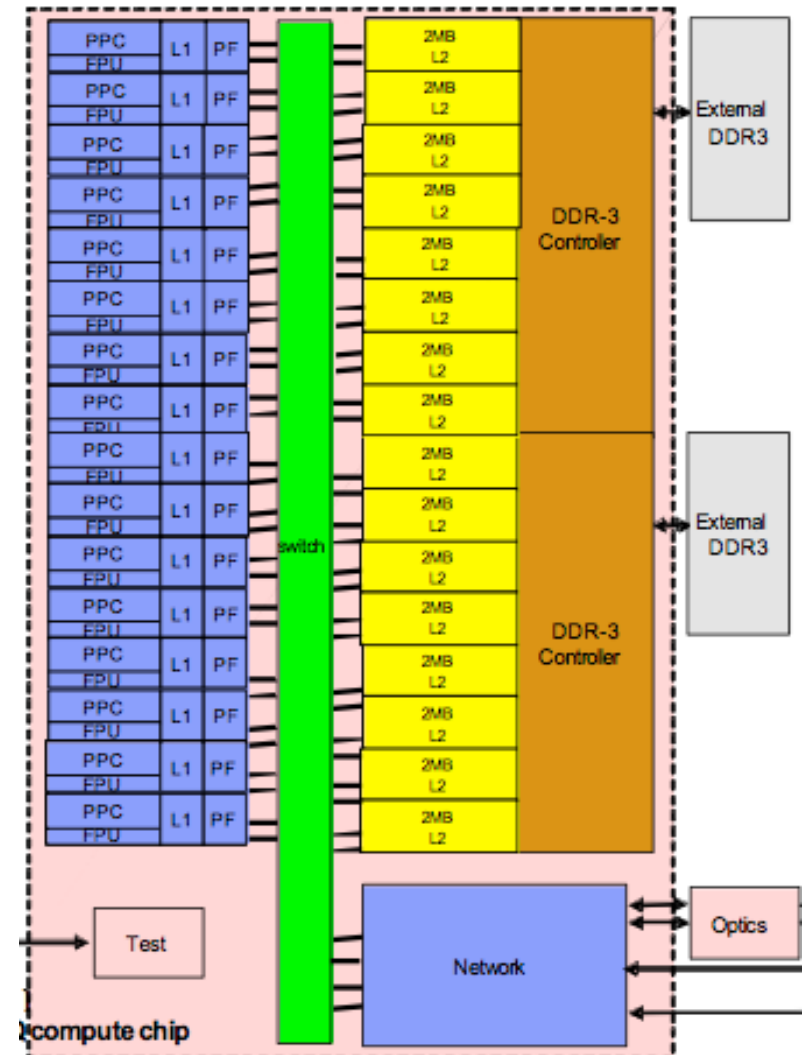 PPC L1 PF 2MB
FPU L2
PPC L1 PF 2MB
FPU L2
External
DDR3
PPC L1 PF 2MB
FPU L2
PPC L1 PF 2MB
FPU L2
DDR-3
Controler
PPC L1 PF 2MB
FPU L2
PPC L1 PF 2MB
FPU L2
PPC L1 PF 2MB
FPU L2
PPC L1 PF 2MB
FPU L2
PPC L1 PF 2MB
FPU L2
PPC L1 PF 2MB
FPU L2
External
DDR3
switch
PPC L1 PF 2MB
FPU L2
PPC L1 PF 2MB
FPU L2
DDR-3
Controler
PPC L1 PF 2MB
FPU L2
PPC L1 PF 2MB
FPU L2
PPC L1 PF 2MB
FPU L2
PPC L1 PF 2MB
FPU L2
Test
Network
Optics
compute chip